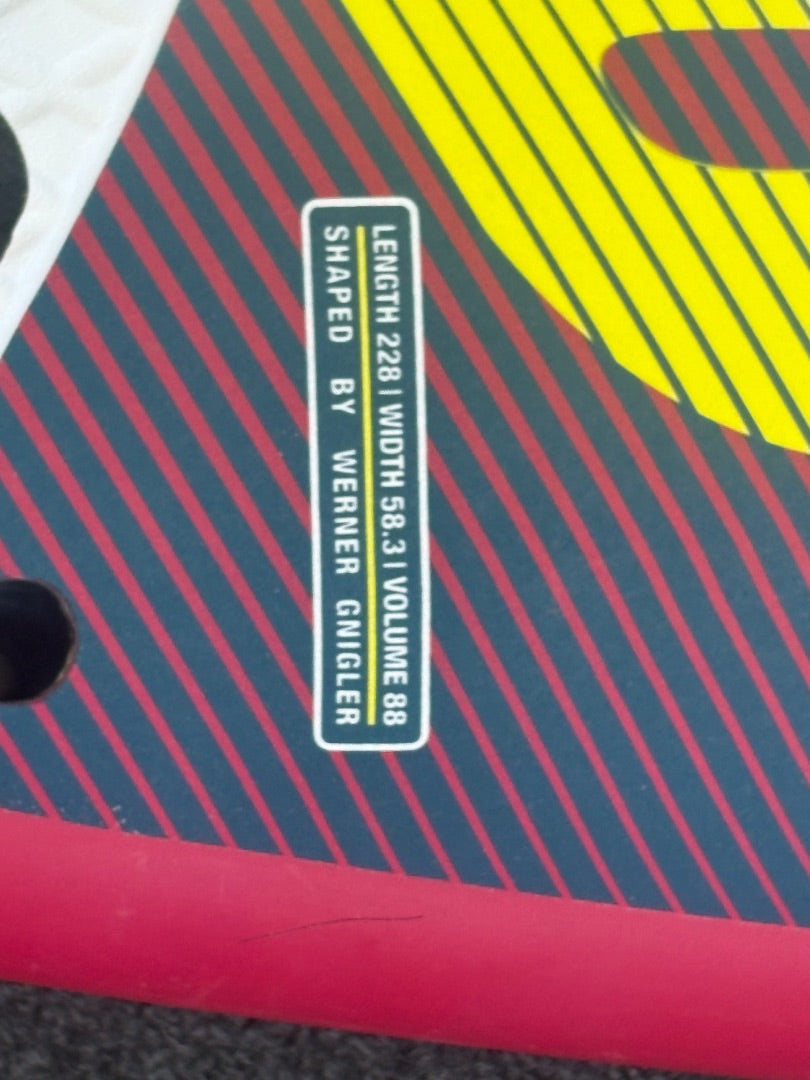 LENGTH 228 | WIDTH 58.3 | VOLUME 88
SHAPED BY WERNER GNIGLER